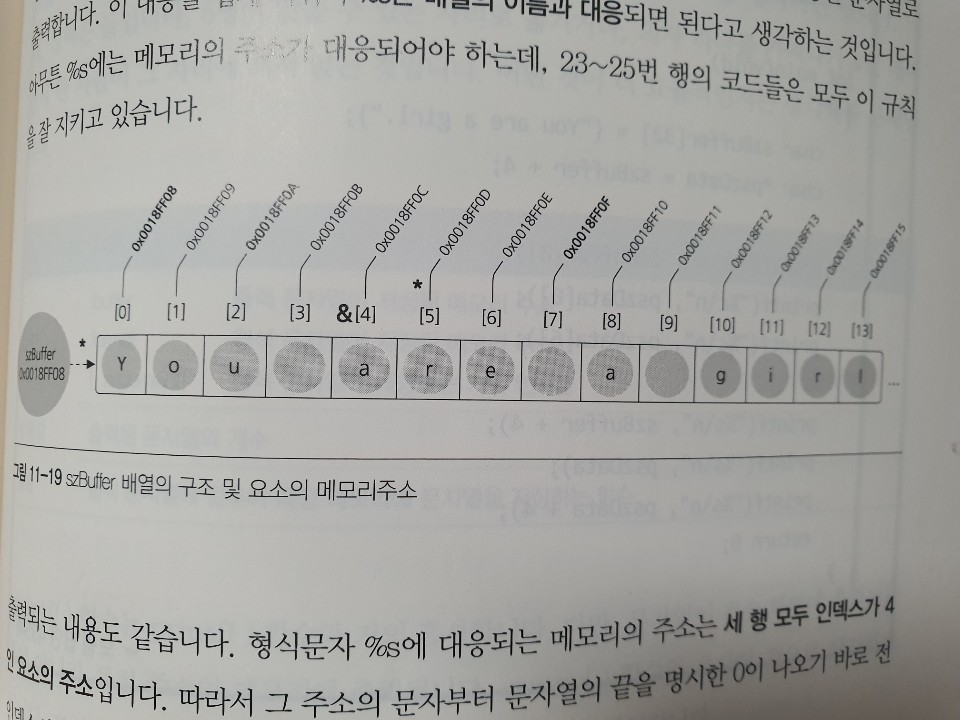 문자열로
출력합니다. 이 %s는 배열의 이름과 대응되면 된다고 생각하는 것입니다.
아무튼 %s에는 메모리의 주소가 대응되어야 하는데, 23~25번 행의 코드들은 모두 이 규칙
을 잘 지키고 있습니다.
0x0018FF08 0x0018FF09 0x0018FF0A 0x0018FF0B 0x0018FF0C 0x0018FF0D 0x0018FF0E 0x0018FF0F 0x0018FF10 0x0018FF11 0x0018FF12 0x0018FF13 0x0018FF14 0x0018FF15
*
[0] [1] [2] [3] &[4] [5] [6] [7] [8] [9] [10] [11] [12] [13]
szBuffer
0x0018FF08
*
Y o u a r e a g i r l ....
그림 11-19 szBuffer 배열의 구조 및 요소의 메모리주소
출력되는 내용도 같습니다. 형식문자 %s에 대응되는 메모리의 주소는 세 행 모두 인덱스가 4
인 요소의 주소입니다. 따라서 그 주소의 문자부터 문자열의 끝을 명시한 0이 나오기 바로 전